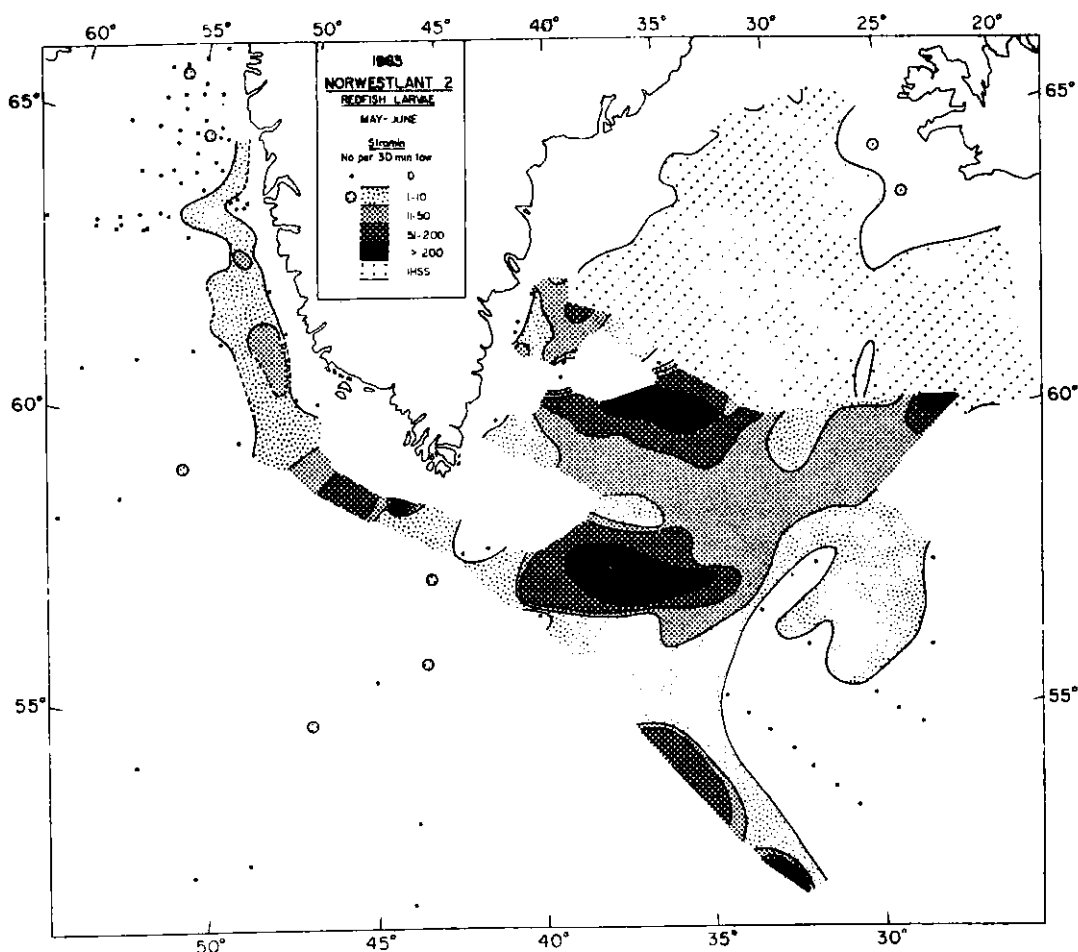 60° 55° 50° 45° 40° 35° 30° 25° 20°
1963
NORWESTLANT 2
REDFISH LARVAE
MAY-JUNE
Stramin
No per 30 min tow
0
1-10
11-50
51-200
> 200
IHSS
65° 65°
60° 60°
55° 55°
50° 45° 40° 35° 30°